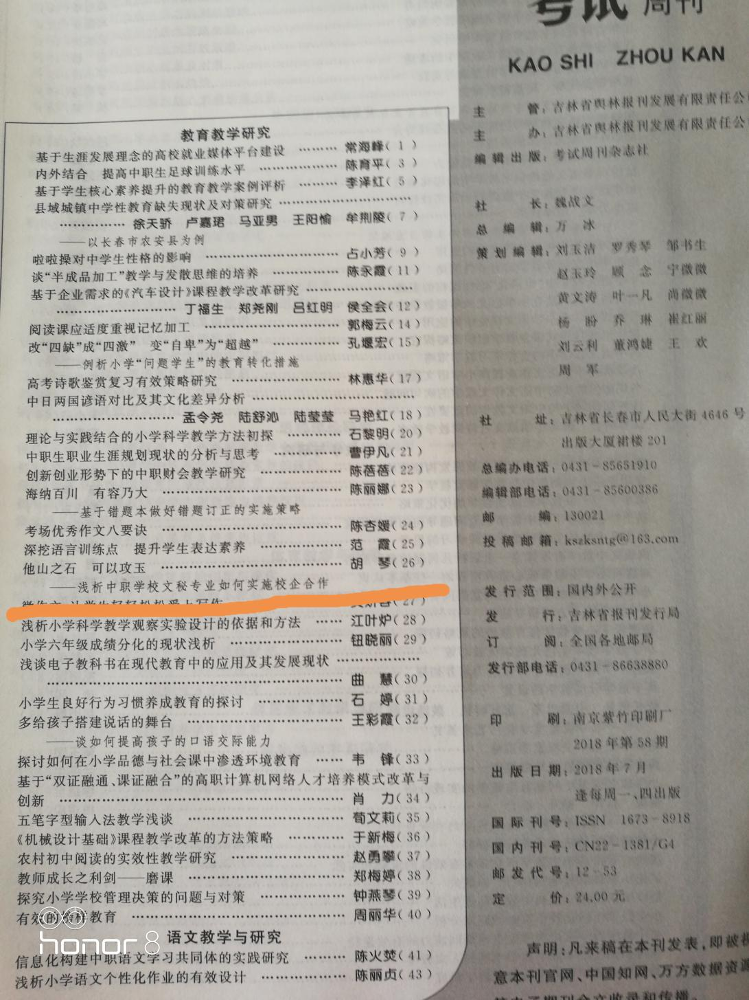 教育教学研究
基于生涯发展理念的高校就业媒体平台建设 ……… 常海峰( 1 )
内外结合 提高中职生足球训练水平 ……………… 陈育平( 3 )
基于学生核心素养提升的教育教学案例评析 ……… 李泽红( 5 )
县域城镇中学性教育缺失现状及对策研究 ………………………
…………… 徐天骄 卢嘉珺 马亚男 王阳愉 牟荆陵( 7 )
——以长春市农安县为例
啦啦操对中学生性格的影响 ……………………… 占小芳( 9 )
谈“半成品加工”教学与发散思维的培养 ………… 陈永霞( 11 )
基于企业需求的《汽车设计》课程教学改革研究 …………………
…………………… 丁福生 郑尧刚 吕红明 侯全会( 12 )
阅读课应适度重视记忆加工 ……………………… 郭梅云( 14 )
改“四缺”成“四激” 变“自卑”为“超越” ………… 孔堰宏( 15 )
——例析小学“问题学生”的教育转化措施
高考诗歌鉴赏复习有效策略研究 ………………… 林惠华( 17 )
中日两国谚语对比及其文化差异分析 ……………………………
…………………… 孟令尧 陆舒沁 陆莹莹 马艳红( 18 )
理论与实践结合的小学科学教学方法初探 ………… 石黎明( 20 )
中职生职业生涯规划现状的分析与思考 …………… 曹伊凡( 21 )
创新创业形势下的中职财会教学研究 ……………… 陈蓓蓓( 22 )
海纳百川 有容乃大 ……………………………… 陈丽娜( 23 )
——基于错题本做好错题订正的实施策略
考场优秀作文八要诀 ……………………………… 陈杏媛( 24 )
深挖语言训练点 提升学生表达素养 ……………… 范 霞( 25 )
他山之石 可以攻玉 ……………………………… 胡 琴( 26 )
——浅析中职学校文秘专业如何实施校企合作
浅析小学科学教学观察实验设计的依据和方法 …… 江叶炉( 28 )
小学六年级成绩分化的现状浅析 ………………… 钮晓丽( 29 )
浅谈电子教科书在现代教育中的应用及其发展现状 ……………
…………………………………………………… 曲 慧( 30 )
小学生良好行为习惯养成教育的探讨 …………… 石 婷( 31 )
多给孩子搭建说话的舞台 ………………………… 王彩霞( 32 )
——谈如何提高孩子的口语交际能力
探讨如何在小学品德与社会课中渗透环境教育 …… 韦 锋( 33 )
基于“双证融通、课证融合”的高职计算机网络人才培养模式改革与
创新 ………………………………………………… 肖 力( 34 )
五笔字型输入法教学浅谈 ………………………… 荀文莉( 35 )
《机械设计基础》课程教学改革的方法策略 ………… 于新梅( 36 )
农村初中阅读的实效性教学研究 ………………… 赵勇攀( 37 )
教师成长之利剑——磨课 ………………………… 郑梅婷( 38 )
探究小学学校管理决策的问题与对策 …………… 钟燕琴( 39 )
有效的榜样教育 …………………………………… 周丽华( 40 )
语文教学与研究
信息化构建中职语文学习共同体的实践研究 ……… 陈火焚( 41 )
浅析小学语文个性化作业的有效设计 …………… 陈丽贞( 43 )
考试 周刊
KAO SHI ZHOU KAN
主 管:吉林省舆林报刊发展有限责任公
主 办:吉林省舆林报刊发展有限责任公
编辑出版:考试周刊杂志社
社 长:魏战文
总 编 辑:万 冰
策划编辑:刘玉洁 罗秀琴 邹书生
赵玉玲 顾 念 宁微微
黄文涛 叶一凡 尚微微
杨 盼 乔 琳 崔红丽
刘云利 董鸿婕 王 欢
周 军
社 址:吉林省长春市人民大街 4646 号
出版大厦裙楼 201
总编办电话:0431-85651910
编辑部电话:0431-85600386
邮 编:130021
投稿邮箱:kszksntg@163.com
发行范围:国内外公开
发 行:吉林省报刊发行局
订 阅:全国各地邮局
发行部电话:0431-86638880
印 刷:南京紫竹印刷厂
2018 年第 58 期
出版日期:2018 年 7 月
逢每周一、四出版
国际刊号:ISSN 1673-8918
国内刊号:CN22-1381/G4
邮发代号:12-53
定 价:24.00 元
声明:凡来稿在本刊发表,即被视
意本刊官网、中国知网、万方数据资源
honor 8